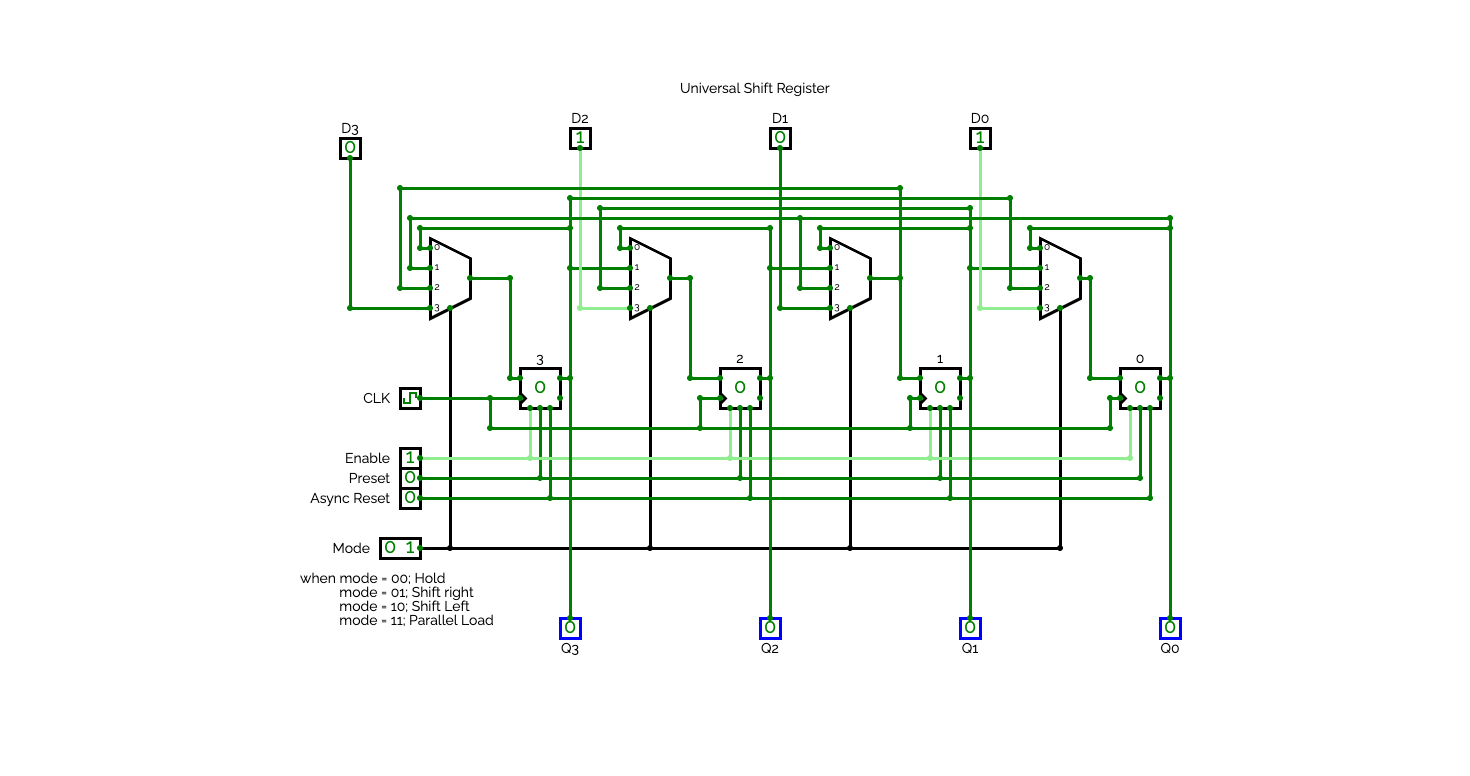 Universal Shift Register
D3 D2 D1 D0
0 1 0 1
0 0 0 0
1 1 1 1
2 2 2 2
3 3 3 3
3 2 1 0
0 0 0 0
CLK
Enable 1
Preset 0
Async Reset 0
Mode 0 1
when mode = 00; Hold
mode = 01; Shift right
mode = 10; Shift Left
mode = 11; Parallel Load
0 0 0 0
Q3 Q2 Q1 Q0